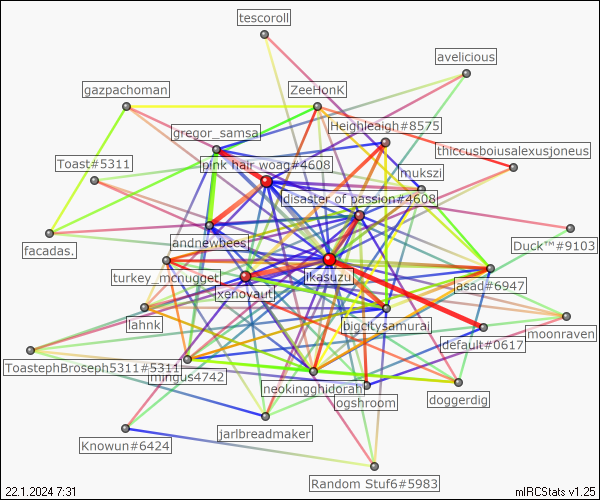 tescoroll
avelicious
gazpachoman
ZeeHonK
Heighleaigh#8575
gregor_samsa
thiccusboiusalexusjoneus
Toast#5311
pink hair woag#4608
mukszi
disaster of passion#4608
facadas.
andnewbees
Duck™#9103
turkey_mcnugget
ikasuzu
asad#6947
xenovaut
lahnk
bigcitysamurai
moonraven
default#0617
ToastephBroseph5311#5311
mingus4742
neokingghidorah
ogshroom
doggerdig
Knowun#6424
jarlbreadmaker
Random Stuf6#5983
22.1.2024 7:31
mIRCStats v1.25